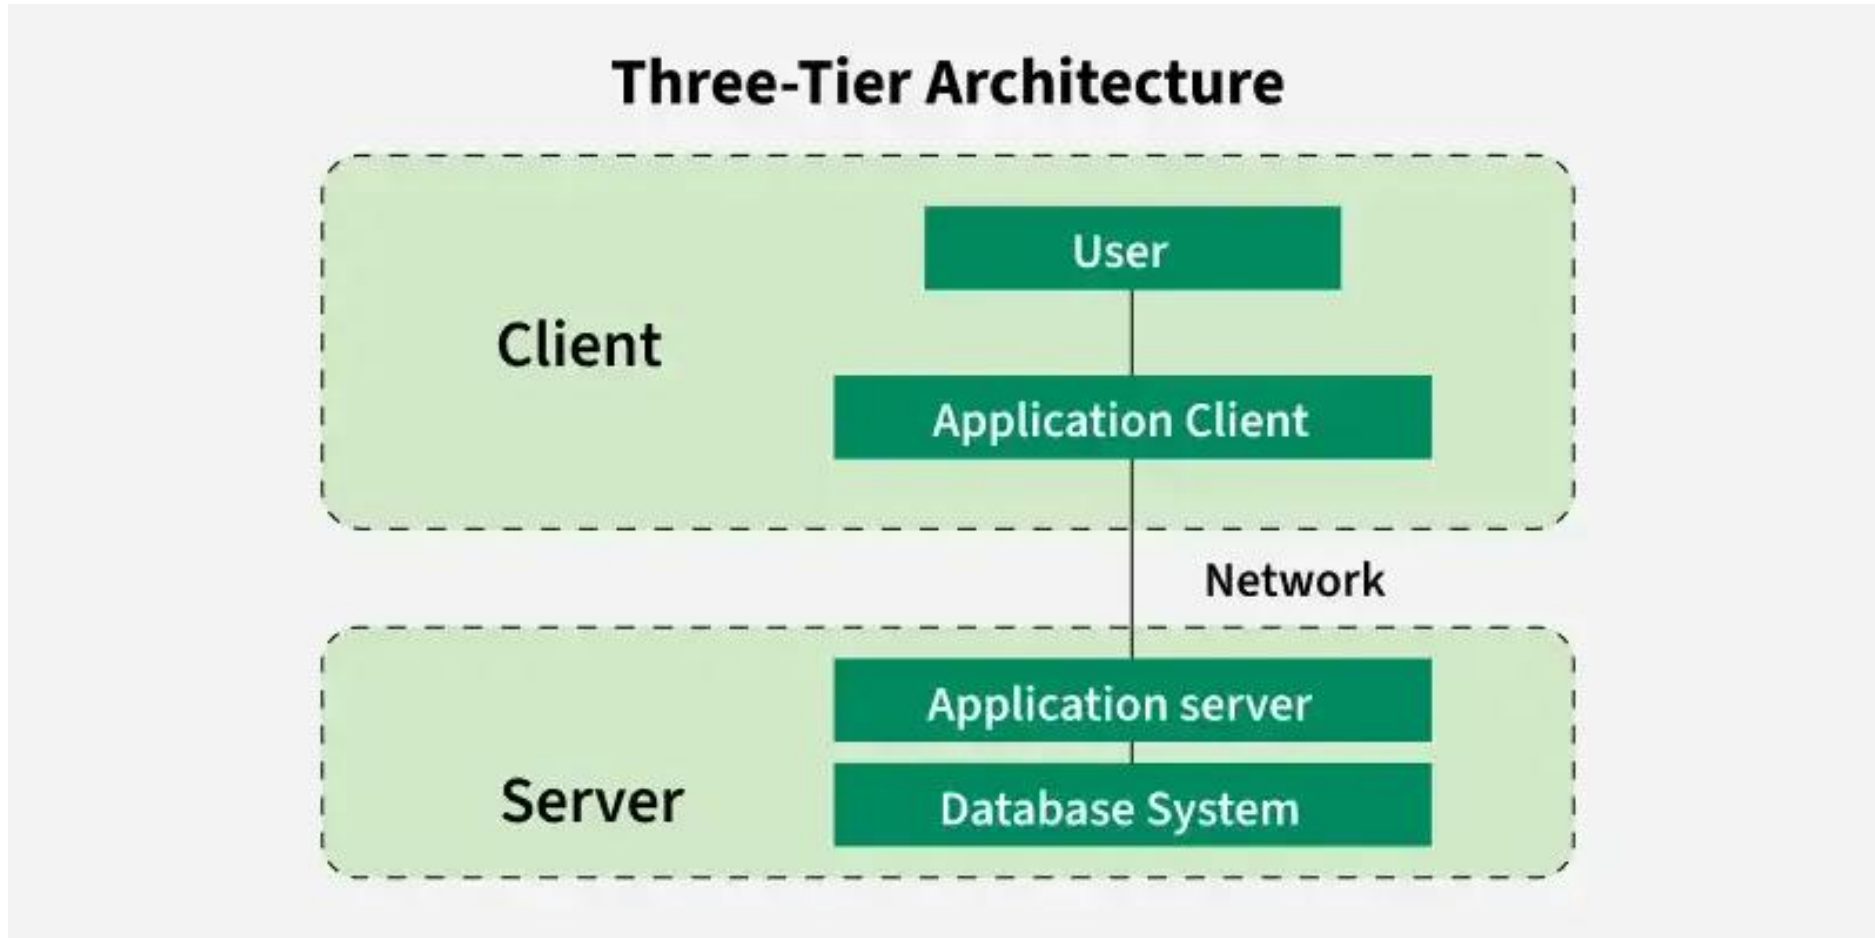 Three-Tier Architecture
User
Client
Application Client
Network
Application server
Server
Database System